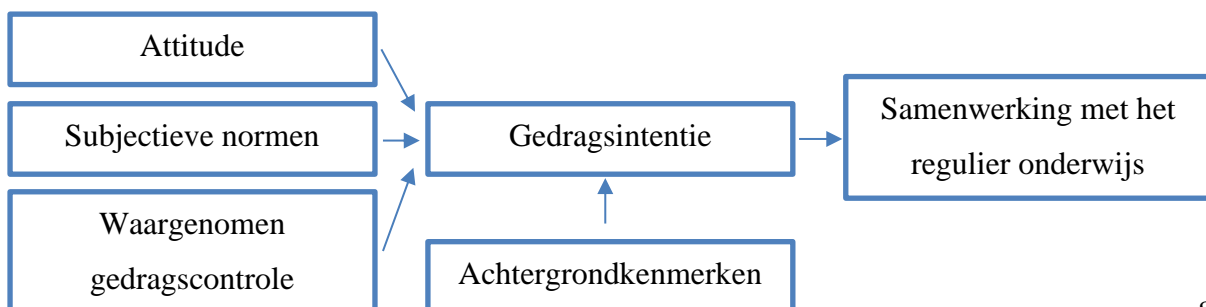 Attitude
Subjectieve normen
Waargenomen
gedragscontrole
Gedragsintentie
Achtergrondkenmerken
Samenwerking met het
regulier onderwijs